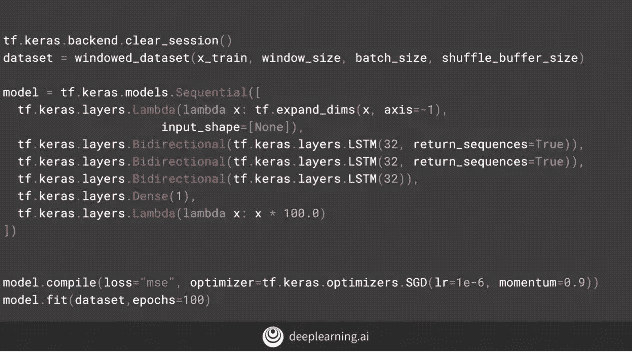 tf.keras.backend.clear_session()
dataset = windowed_dataset(x_train, window_size, batch_size, shuffle_buffer_size)
model = tf.keras.models.Sequential([
tf.keras.layers.Lambda(lambda x: tf.expand_dims(x, axis=-1),
input_shape=[None]),
tf.keras.layers.Bidirectional(tf.keras.layers.LSTM(32, return_sequences=True)),
tf.keras.layers.Bidirectional(tf.keras.layers.LSTM(32, return_sequences=True)),
tf.keras.layers.Bidirectional(tf.keras.layers.LSTM(32)),
tf.keras.layers.Dense(1),
tf.keras.layers.Lambda(lambda x: x * 100.0)
])
model.compile(loss="mse", optimizer=tf.keras.optimizers.SGD(lr=1e-6, momentum=0.9))
model.fit(dataset,epochs=100)
deeplearning.ai